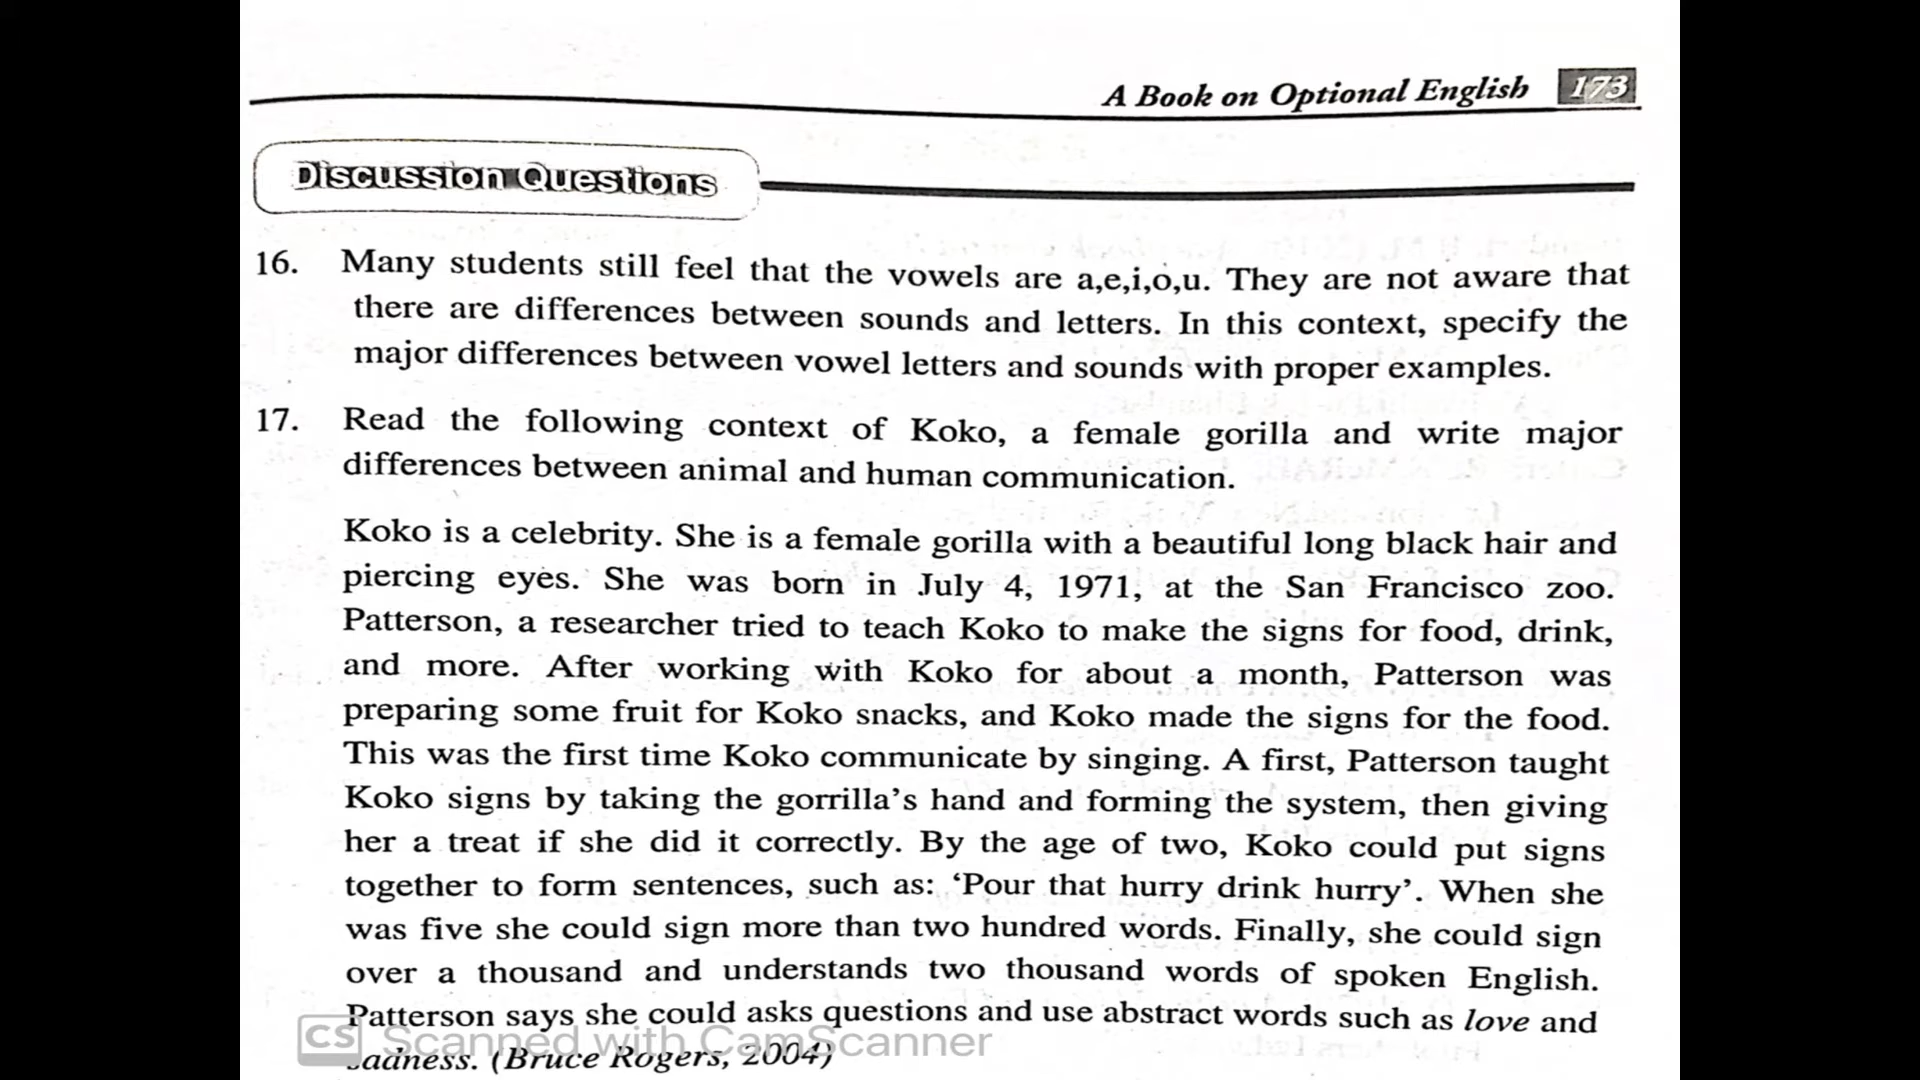 A Book on Optional English 173
Discussion Questions
16. Many students still feel that the vowels are a,e,i,o,u. They are not aware that
there are differences between sounds and letters. In this context, specify the
major differences between vowel letters and sounds with proper examples.
17. Read the following context of Koko, a female gorilla and write major
differences between animal and human communication.
Koko is a celebrity. She is a female gorilla with a beautiful long black hair and
piercing eyes. She was born in July 4, 1971, at the San Francisco zoo.
Patterson, a researcher tried to teach Koko to make the signs for food, drink,
and more. After working with Koko for about a month, Patterson was
preparing some fruit for Koko snacks, and Koko made the signs for the food.
This was the first time Koko communicate by singing. A first, Patterson taught
Koko signs by taking the gorrilla's hand and forming the system, then giving
her a treat if she did it correctly. By the age of two, Koko could put signs
together to form sentences, such as: 'Pour that hurry drink hurry'. When she
was five she could sign more than two hundred words. Finally, she could sign
over a thousand and understands two thousand words of spoken English.
Patterson says she could asks questions and use abstract words such as love and
sadness. (Bruce Rogers, 2004)
CS Scanned with CamScanner